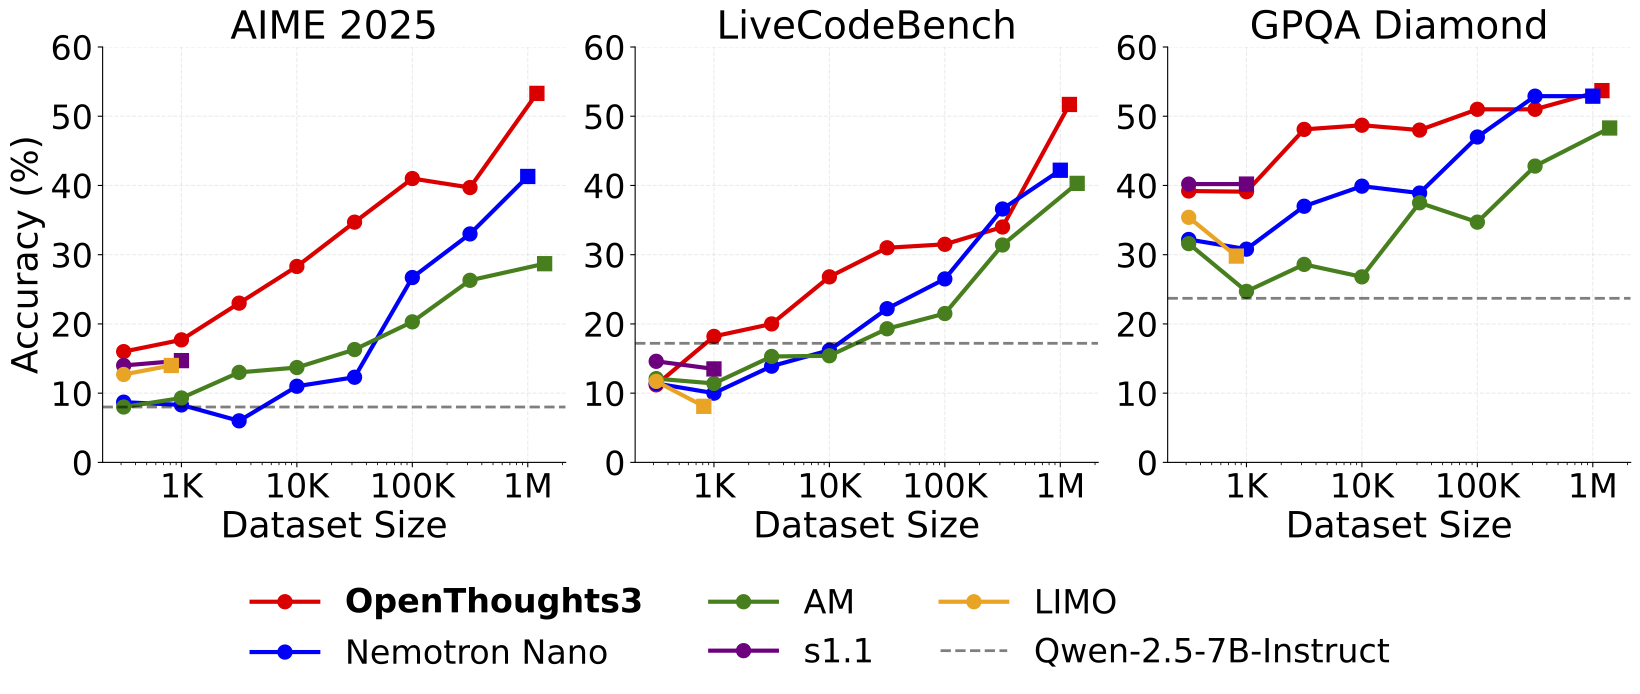 AIME 2025
LiveCodeBench
GPQA Diamond
Accuracy (%)
60
50
40
30
20
10
0
1K 10K 100K 1M
Dataset Size
60
50
40
30
20
10
0
1K 10K 100K 1M
Dataset Size
60
50
40
30
20
10
0
1K 10K 100K 1M
Dataset Size
OpenThoughts3
AM
LIMO
Nemotron Nano
s1.1
Qwen-2.5-7B-Instruct